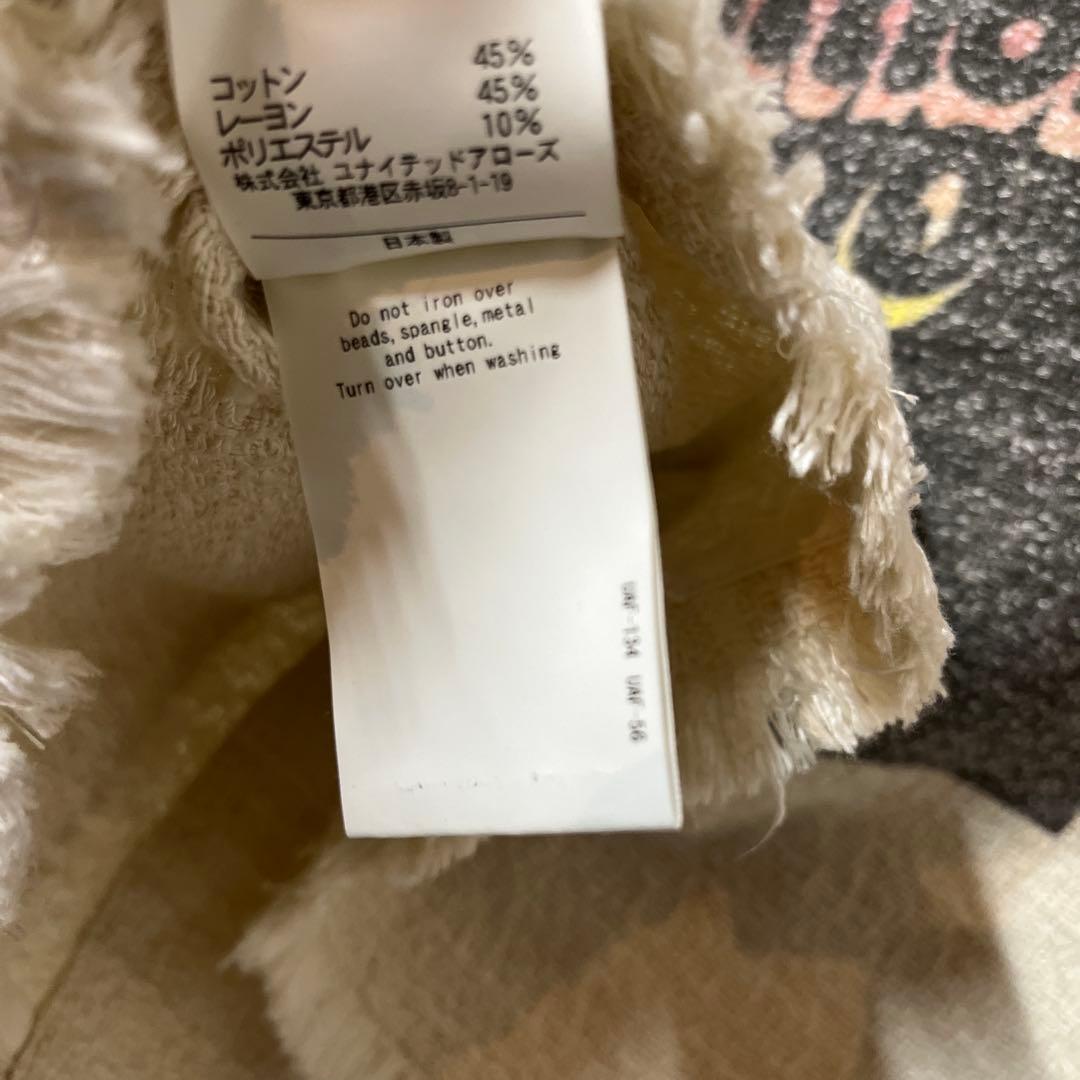 コットン 45%
レーヨン 45%
ポリエステル 10%
株式会社 ユナイテッドアローズ
東京都港区赤坂8-1-19
日本製
Do not iron over
beads,spangle,metal
and button.
Turn over when washing
UAF-134 UAF-56